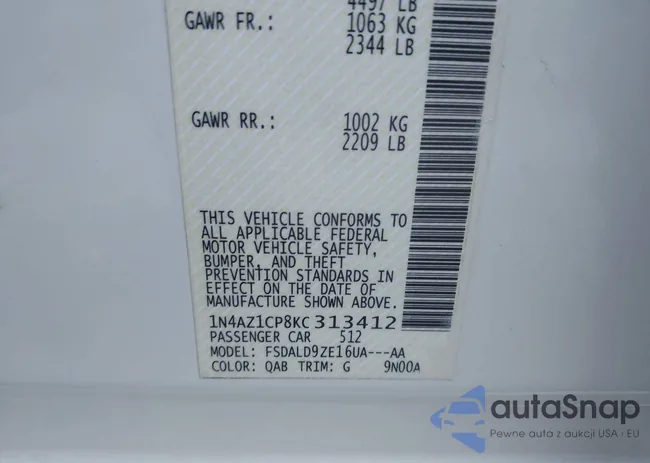 4497 LB
GAWR FR.: 1063 KG
2344 LB
GAWR RR.: 1002 KG
2209 LB
THIS VEHICLE CONFORMS TO
ALL APPLICABLE FEDERAL
MOTOR VEHICLE SAFETY,
BUMPER, AND THEFT
PREVENTION STANDARDS IN
EFFECT ON THE DATE OF
MANUFACTURE SHOWN ABOVE.
1N4AZ1CP8KC313412
PASSENGER CAR 512
MODEL: FSDALD9ZE16UA---AA
COLOR: QAB TRIM: G 9N00A
autaSnap
Pewne auta z aukcji USA i EU